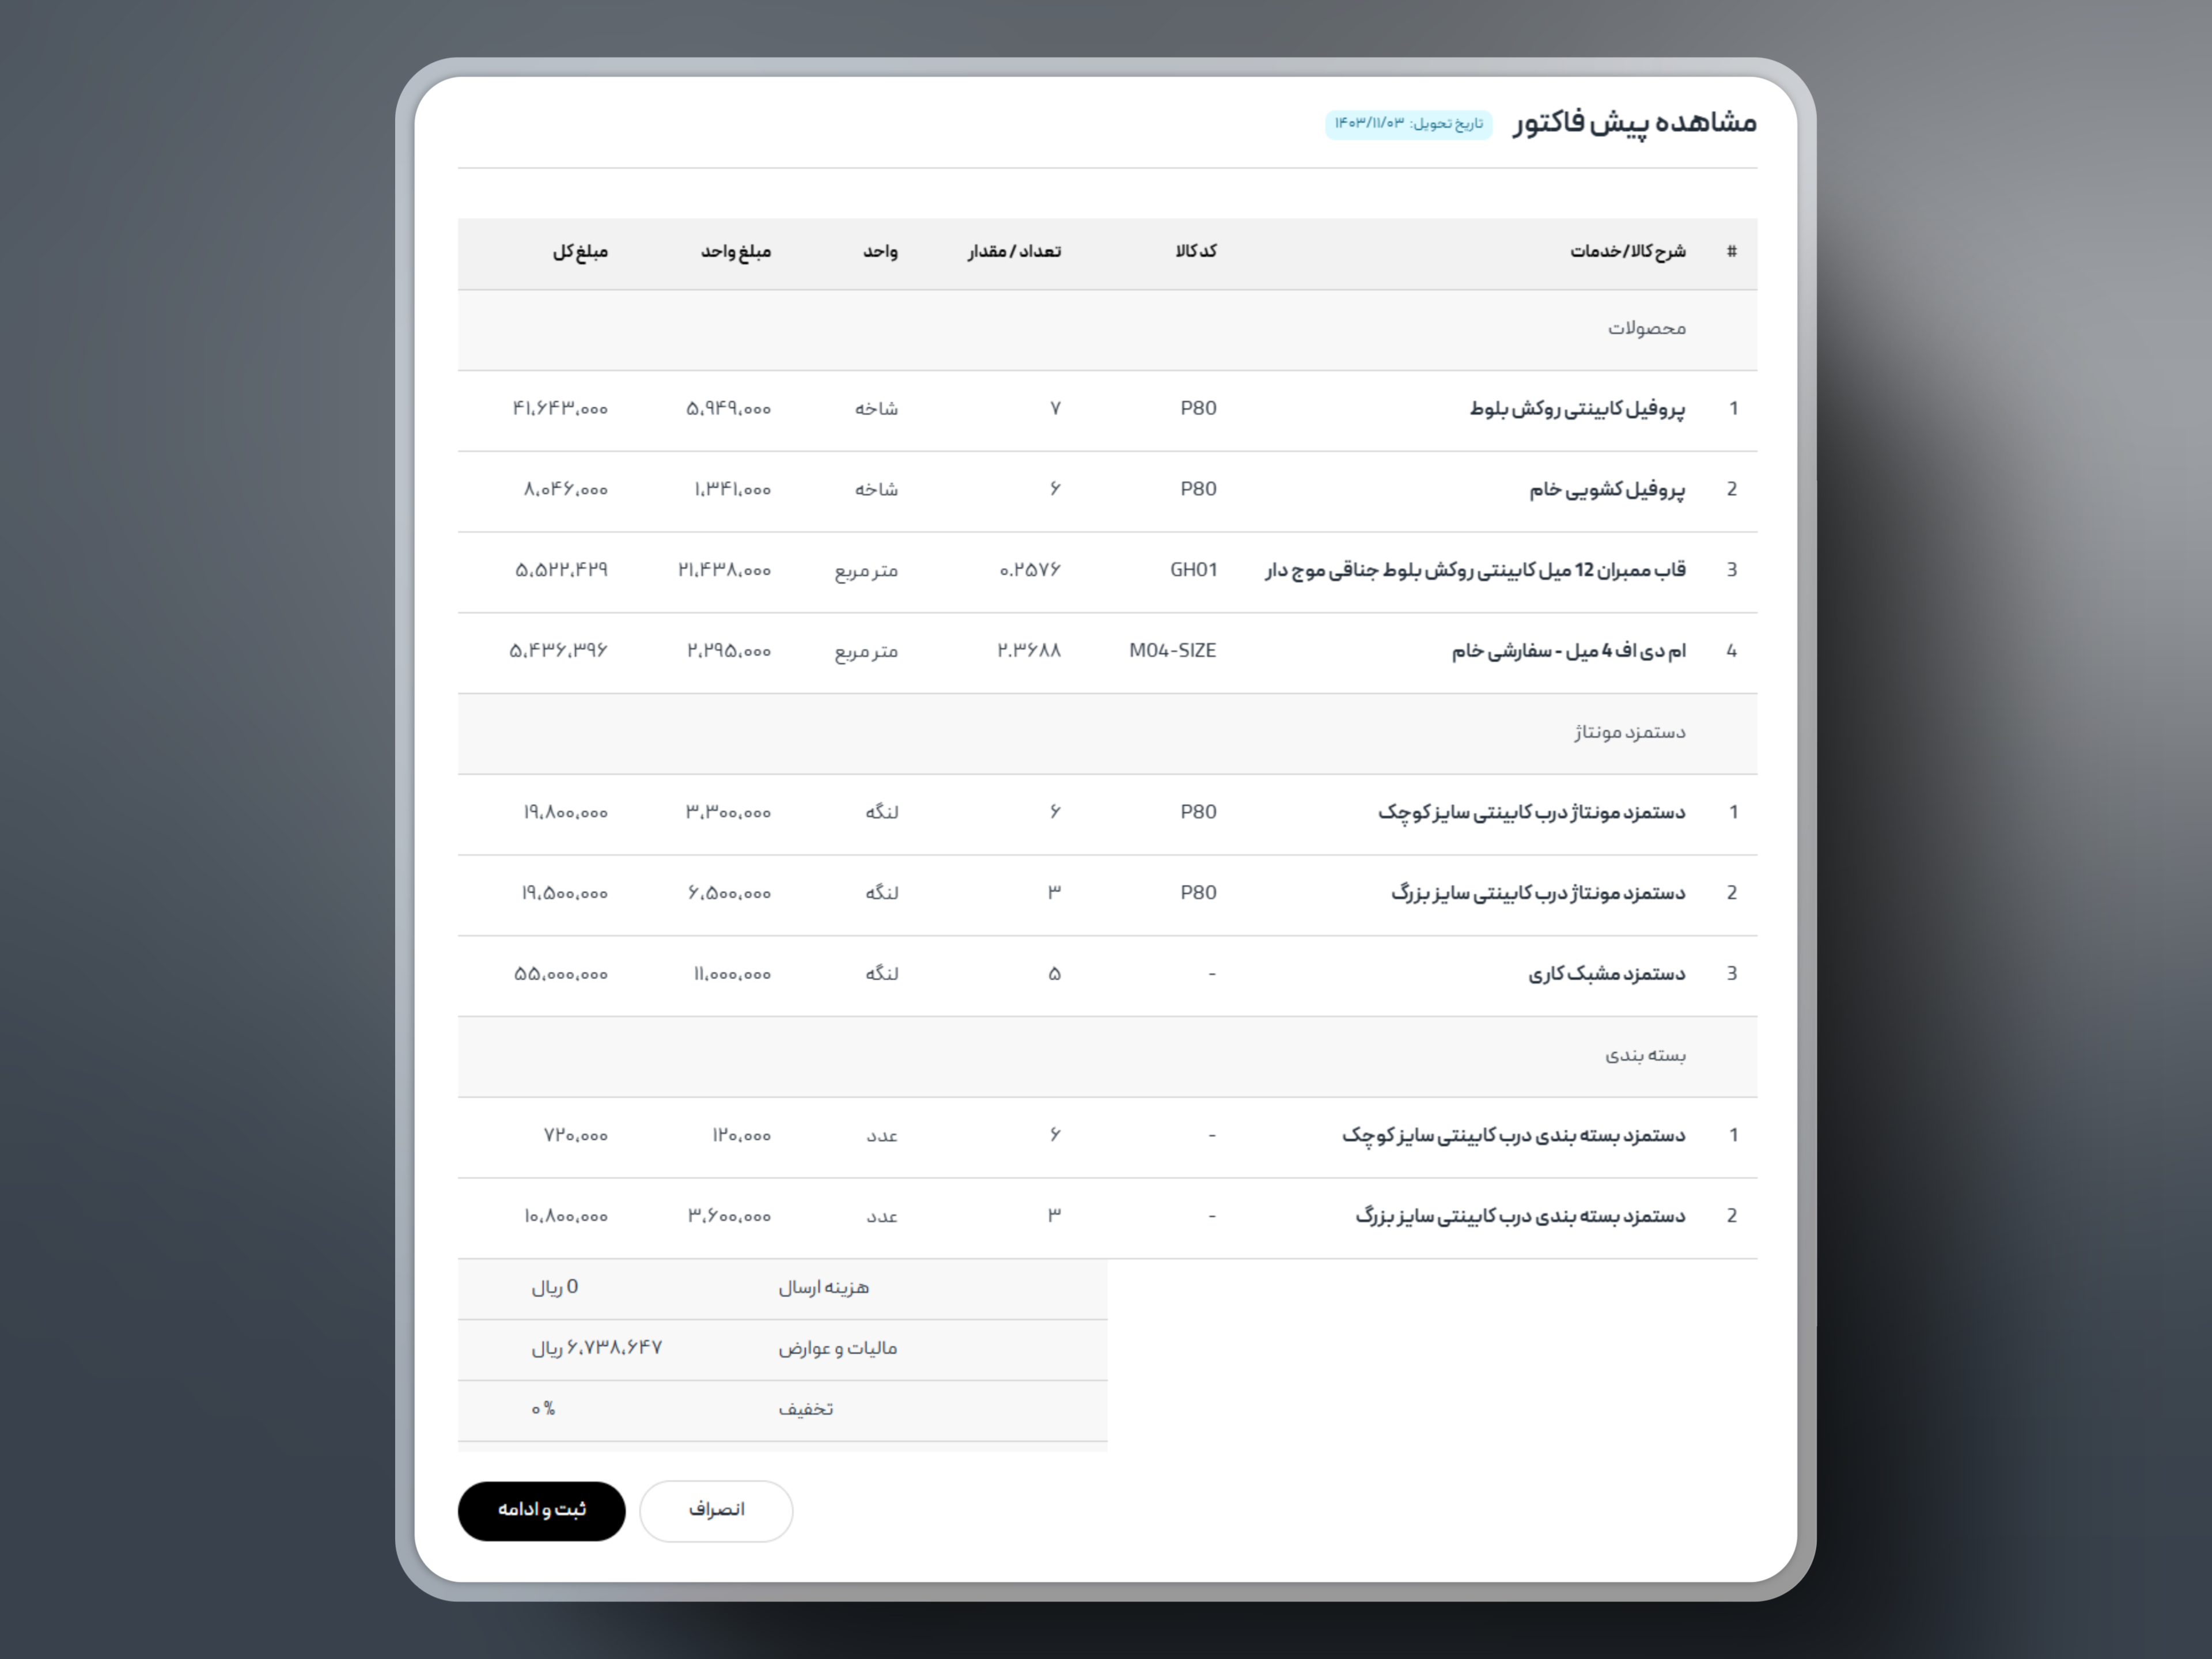 مشاهده پیش فاکتور تاریخ تحویل: ۱۴۰۳/۱۱/۰۳
# شرح کالا/خدمات کد کالا تعداد / مقدار واحد مبلغ واحد مبلغ کل
محصولات
1 پروفیل کابینتی روکش بلوط P80 ۷ شاخه ۵,۹۴۹,۰۰۰ ۴۱,۶۴۳,۰۰۰
2 پروفیل کشویی خام P80 ۶ شاخه ۱,۳۴۱,۰۰۰ ۸,۰۴۶,۰۰۰
3 قاب ممبران 12 میل کابینتی روکش بلوط جناقی موج دار GH01 ۰.۲۵۷۶ متر مربع ۲۱,۴۳۸,۰۰۰ ۵,۵۲۲,۴۲۹
4 ام دی اف 4 میل - سفارشی خام M04-SIZE ۲.۳۶۸۸ متر مربع ۲,۲۹۵,۰۰۰ ۵,۴۳۶,۳۹۶
دستمزد مونتاژ
1 دستمزد مونتاژ درب کابینتی سایز کوچک P80 ۶ لنگه ۳,۳۰۰,۰۰۰ ۱۹,۸۰۰,۰۰۰
2 دستمزد مونتاژ درب کابینتی سایز بزرگ P80 ۳ لنگه ۶,۵۰۰,۰۰۰ ۱۹,۵۰۰,۰۰۰
3 دستمزد مشبک کاری - ۵ لنگه ۱۱,۰۰۰,۰۰۰ ۵۵,۰۰۰,۰۰۰
بسته بندی
1 دستمزد بسته بندی درب کابینتی سایز کوچک - ۶ عدد ۱۲۰,۰۰۰ ۷۲۰,۰۰۰
2 دستمزد بسته بندی درب کابینتی سایز بزرگ - ۳ عدد ۳,۶۰۰,۰۰۰ ۱۰,۸۰۰,۰۰۰
هزینه ارسال 0 ریال
مالیات و عوارض ۶,۷۳۸,۶۴۷ ریال
تخفیف % ۰
انصراف ثبت و ادامه